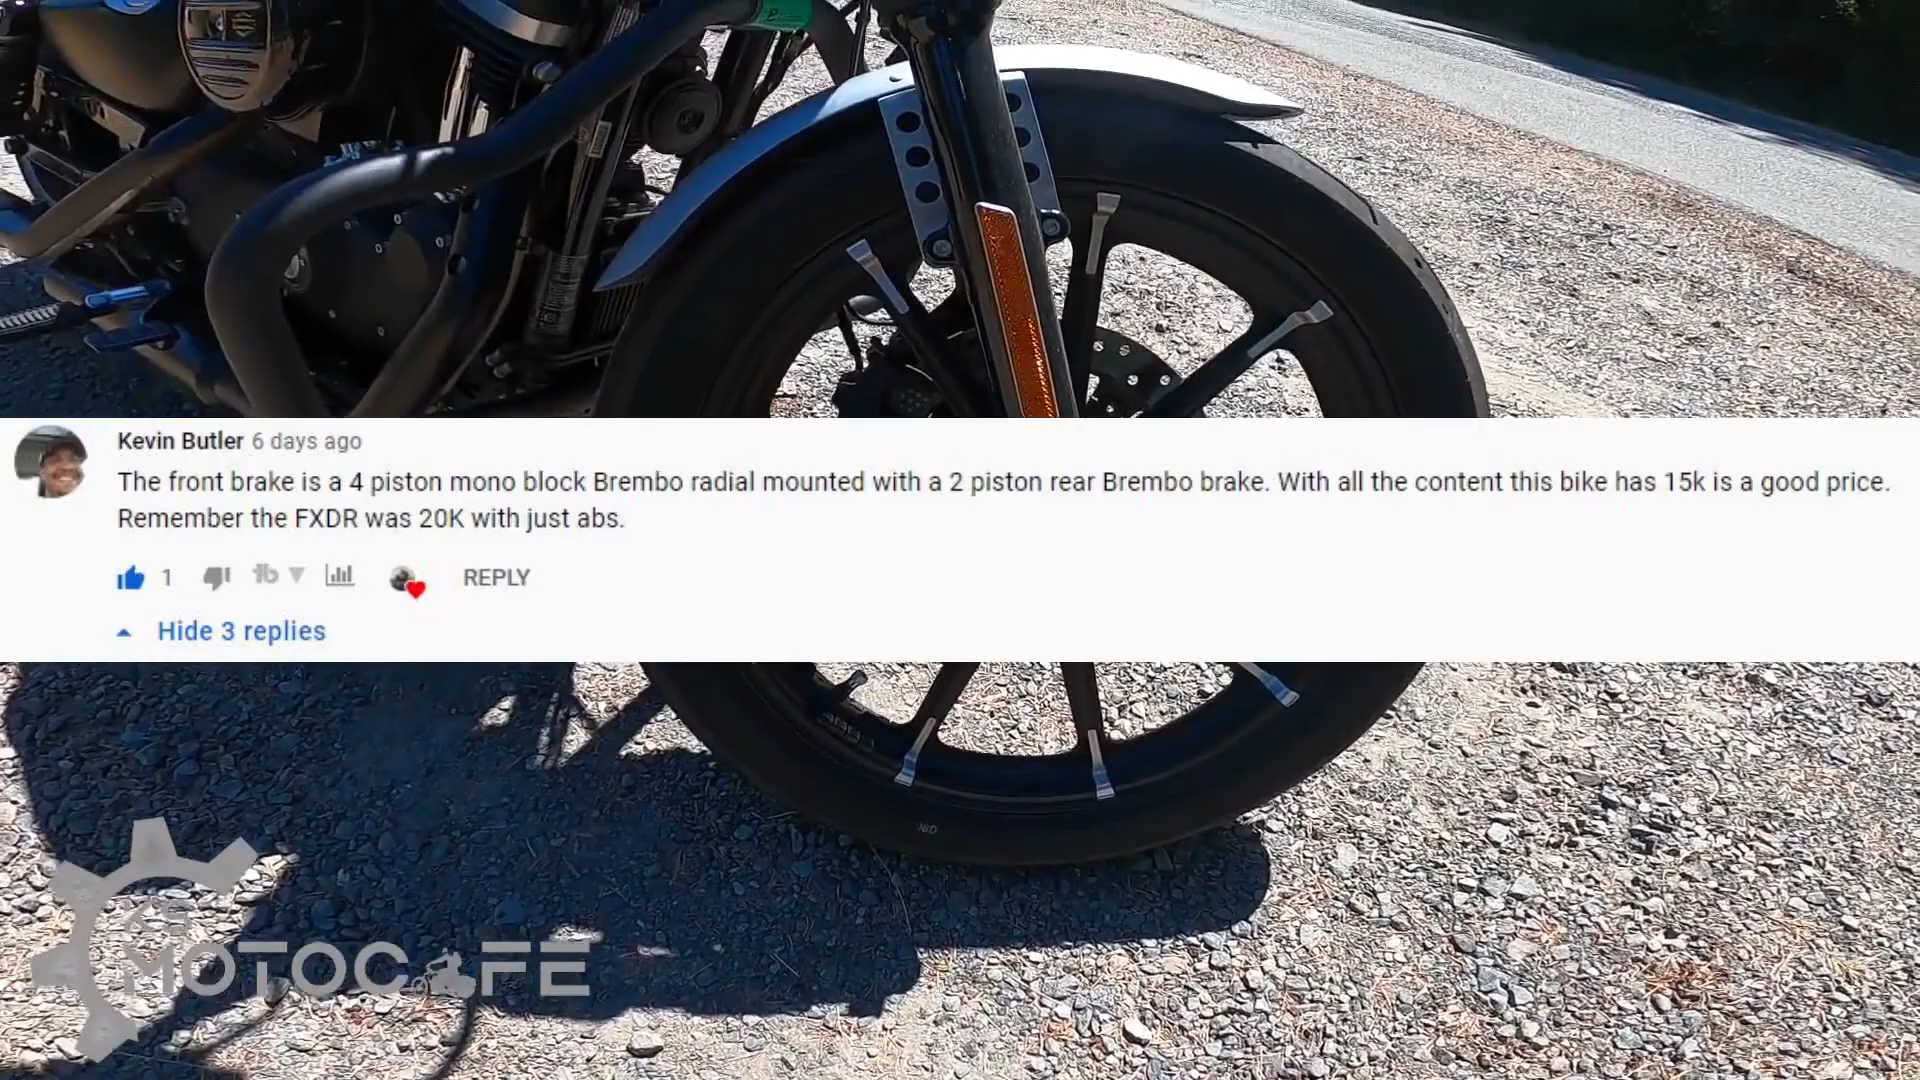 Kevin Butler 6 days ago
The front brake is a 4 piston mono block Brembo radial mounted with a 2 piston rear Brembo brake. With all the content this bike has 15k is a good price.
Remember the FXDR was 20K with just abs.
1
REPLY
Hide 3 replies
K'S
MOTOCAFE